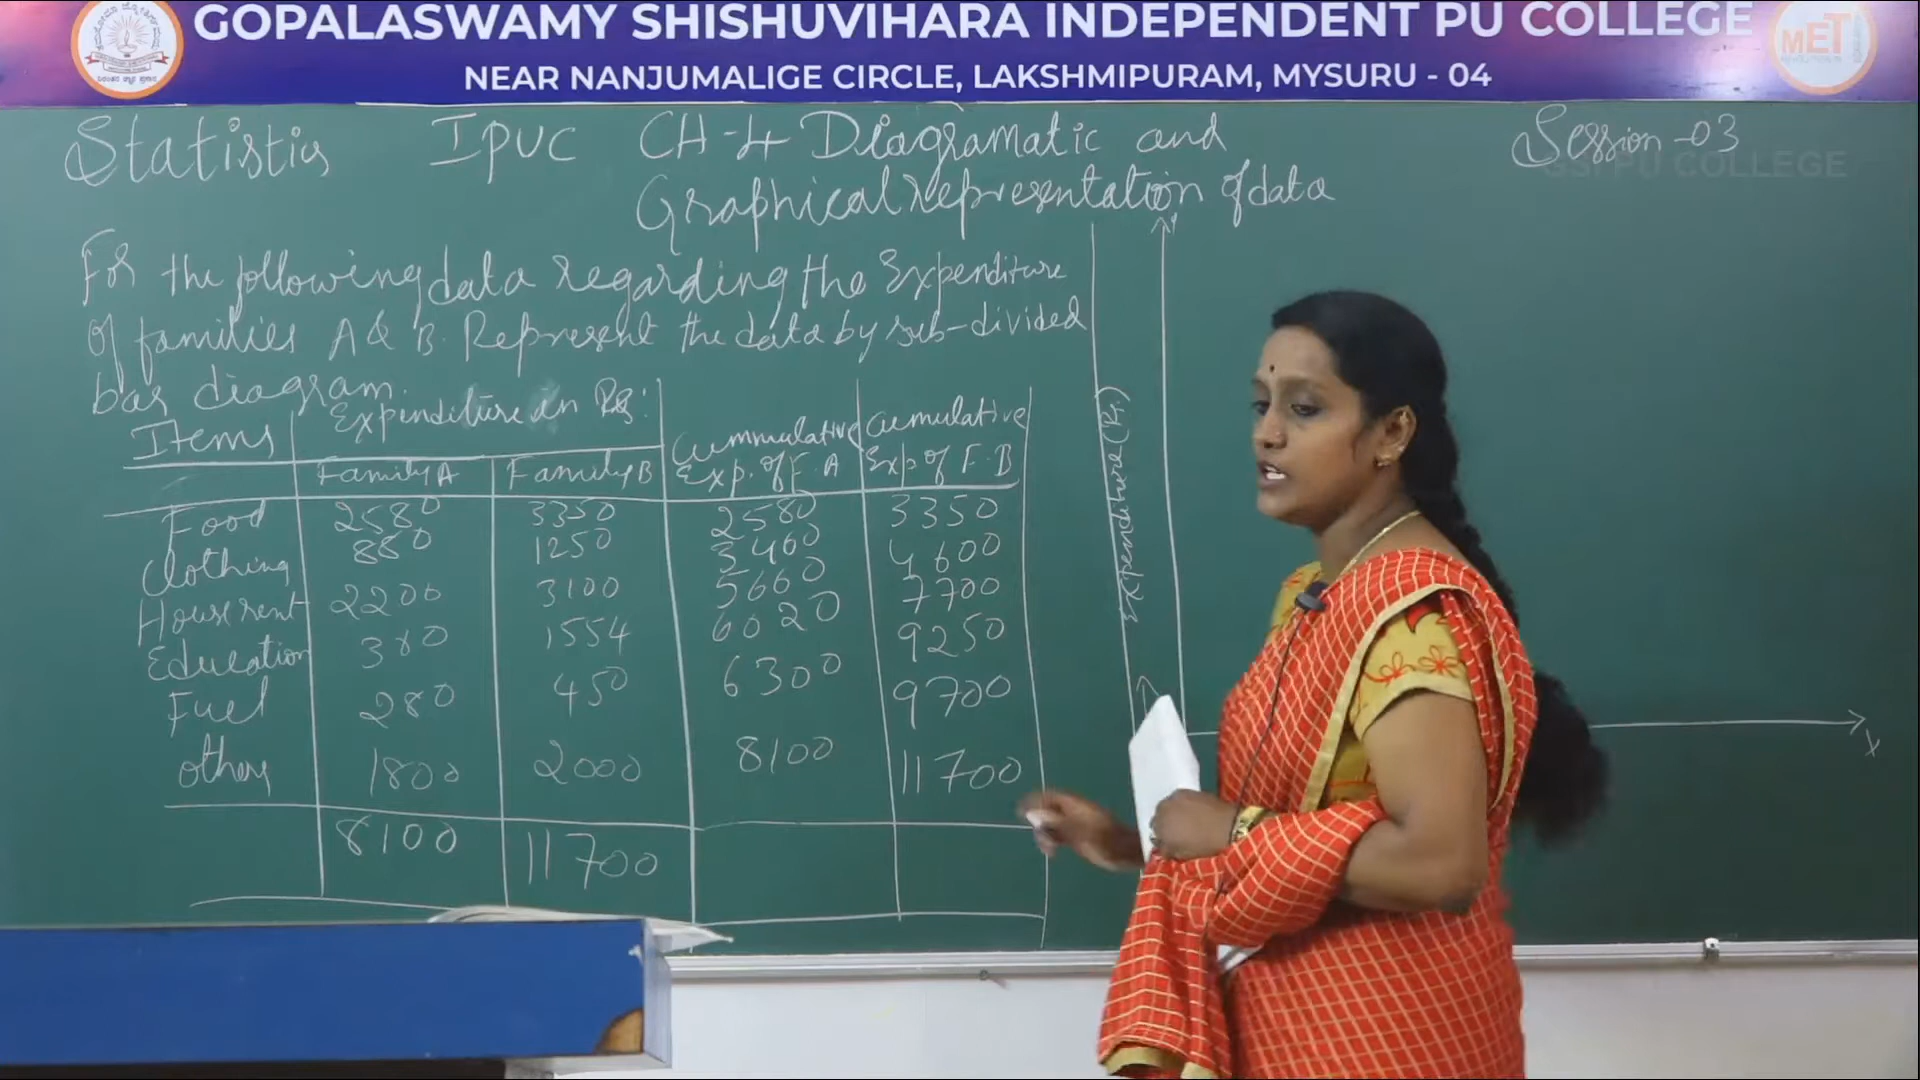 GOPALASWAMY SHISHUVIHARA INDEPENDENT PU COLLEGE
NEAR NANJUMALIGE CIRCLE, LAKSHMIPURAM, MYSURU - 04
MET
Statistics IPUC CH-4 Diagramatic and Session-03
GSI PU COLLEGE
Graphical representation of data
For the following data regarding the Expenditure
of families A & B. Represent the data by sub-divided
bar diagram.
Items Expenditure in Rs: Cummulative Exp. of F.A Cumulative Exp of F.B
Family A Family B
Food 2580 3350 2580 3350
Clothing 880 1250 3460 4600
House rent 2200 3100 5660 7700
Education 380 1554 6020 9250
Fuel 280 450 6300 9700
others 1800 2000 8100 11700
8100 11700
Y
Expenditure (Rs)
X